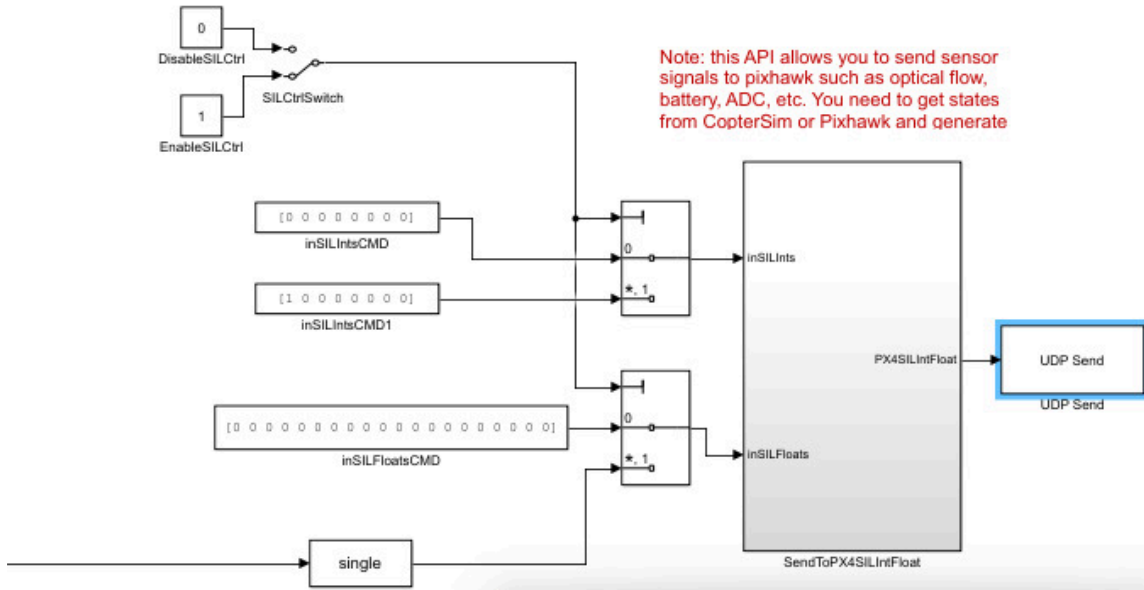 0
DisableSILCtrl
1
EnableSILCtrl
SILCtrlSwitch
Note: this API allows you to send sensor
signals to pixhawk such as optical flow,
battery, ADC, etc. You need to get states
from CopterSim or Pixhawk and generate
[0 0 0 0 0 0 0 0]
inSILIntsCMD
[1 0 0 0 0 0 0 0]
inSILIntsCMD1
0
*, 1
inSILInts
PX4SILIntFloat
UDP Send
UDP Send
[0 0 0 0 0 0 0 0 0 0 0 0 0 0 0 0 0 0 0 0]
inSILFloatsCMD
0
*, 1
inSILFloats
single
SendToPX4SILIntFloat